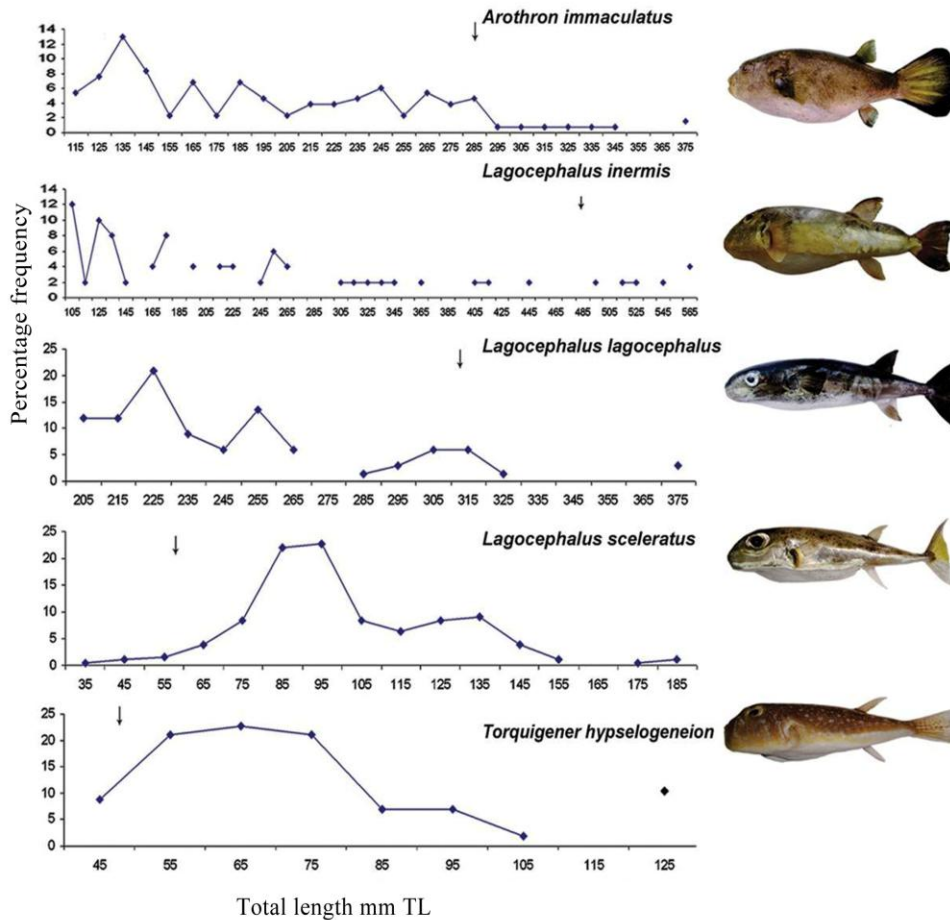 Arothron immaculatus
14
12
10
8
6
4
2
0
115 125 135 145 155 165 175 185 195 205 215 225 235 245 255 265 275 285 295 305 315 325 335 345 355 365 375
Lagocephalus inermis
14
12
10
8
6
4
2
0
105 125 145 165 185 205 225 245 265 285 305 325 345 365 385 405 425 445 465 485 505 525 545 565
Percentage frequency
Lagocephalus lagocephalus
25
20
15
10
5
0
205 215 225 235 245 255 265 285 295 305 315 325 335 345 355 375
Lagocephalus sceleratus
25
20
15
10
5
0
35 45 55 65 75 85 95 105 115 125 135 145 155 165 175 185
Torquigener hypselogeneion
25
20
15
10
5
0
45 55 65 75 85 95 105 115 125
Total length mm TL